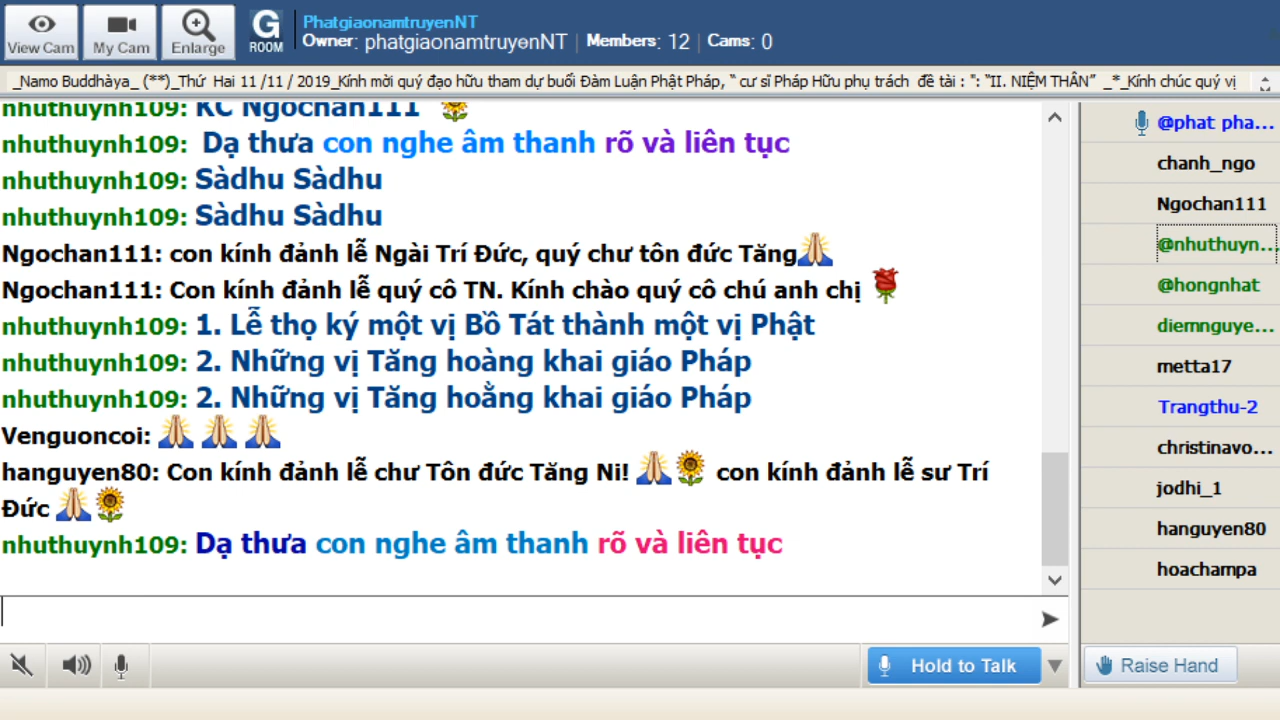 View Cam
My Cam
Enlarge
G
ROOM
PhatgiaonamtruyenNT
Owner: phatgiaonamtruyenNT | Members: 12 | Cams: 0
_Namo Buddhàya_ (**)_Thứ Hai 11 /11 / 2019_Kính mời quý đạo hữu tham dự buổi Đàm Luận Phật Pháp, “ cư sĩ Pháp Hữu phụ trách đề tài : ": “II. NIỆM THÂN” _*_Kính chúc quý vị
nhuthuynh109: KC Ngochan111
nhuthuynh109: Dạ thưa con nghe âm thanh rõ và liên tục
nhuthuynh109: Sàdhu Sàdhu
nhuthuynh109: Sàdhu Sàdhu
Ngochan111: con kính đảnh lễ Ngài Trí Đức, quý chư tôn đức Tăng
Ngochan111: Con kính đảnh lễ quý cô TN. Kính chào quý cô chú anh chị
nhuthuynh109: 1. Lễ thọ ký một vị Bồ Tát thành một vị Phật
nhuthuynh109: 2. Những vị Tăng hoàng khai giáo Pháp
nhuthuynh109: 2. Những vị Tăng hoằng khai giáo Pháp
Venguoncoi:
hanguyen80: Con kính đảnh lễ chư Tôn đức Tăng Ni! con kính đảnh lễ sư Trí
Đức
nhuthuynh109: Dạ thưa con nghe âm thanh rõ và liên tục
@phat pha...
chanh_ngo
Ngochan111
@nhuthuyn...
@hongnhat
diemnguye...
metta17
Trangthu-2
christinavo...
jodhi_1
hanguyen80
hoachampa
Hold to Talk
Raise Hand